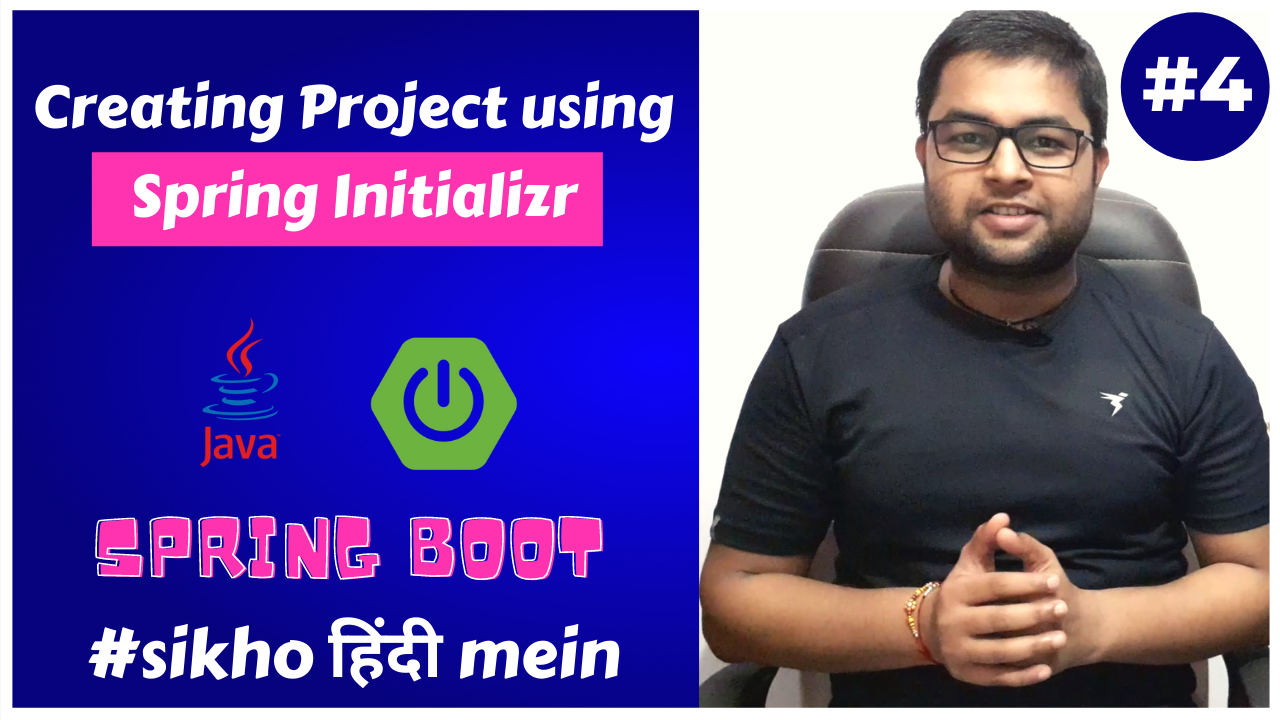 Creating Project using
Spring Initializr
#4
Java
SPRING BOOT
#sikho हिंदी mein